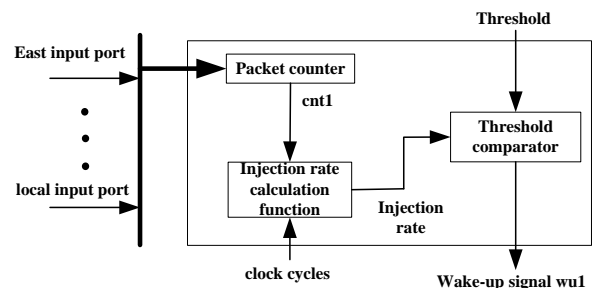 Threshold
East input port
Packet counter
cnt1
Threshold
comparator
local input port
Injection rate
calculation
function
Injection
rate
clock cycles
Wake-up signal wu1